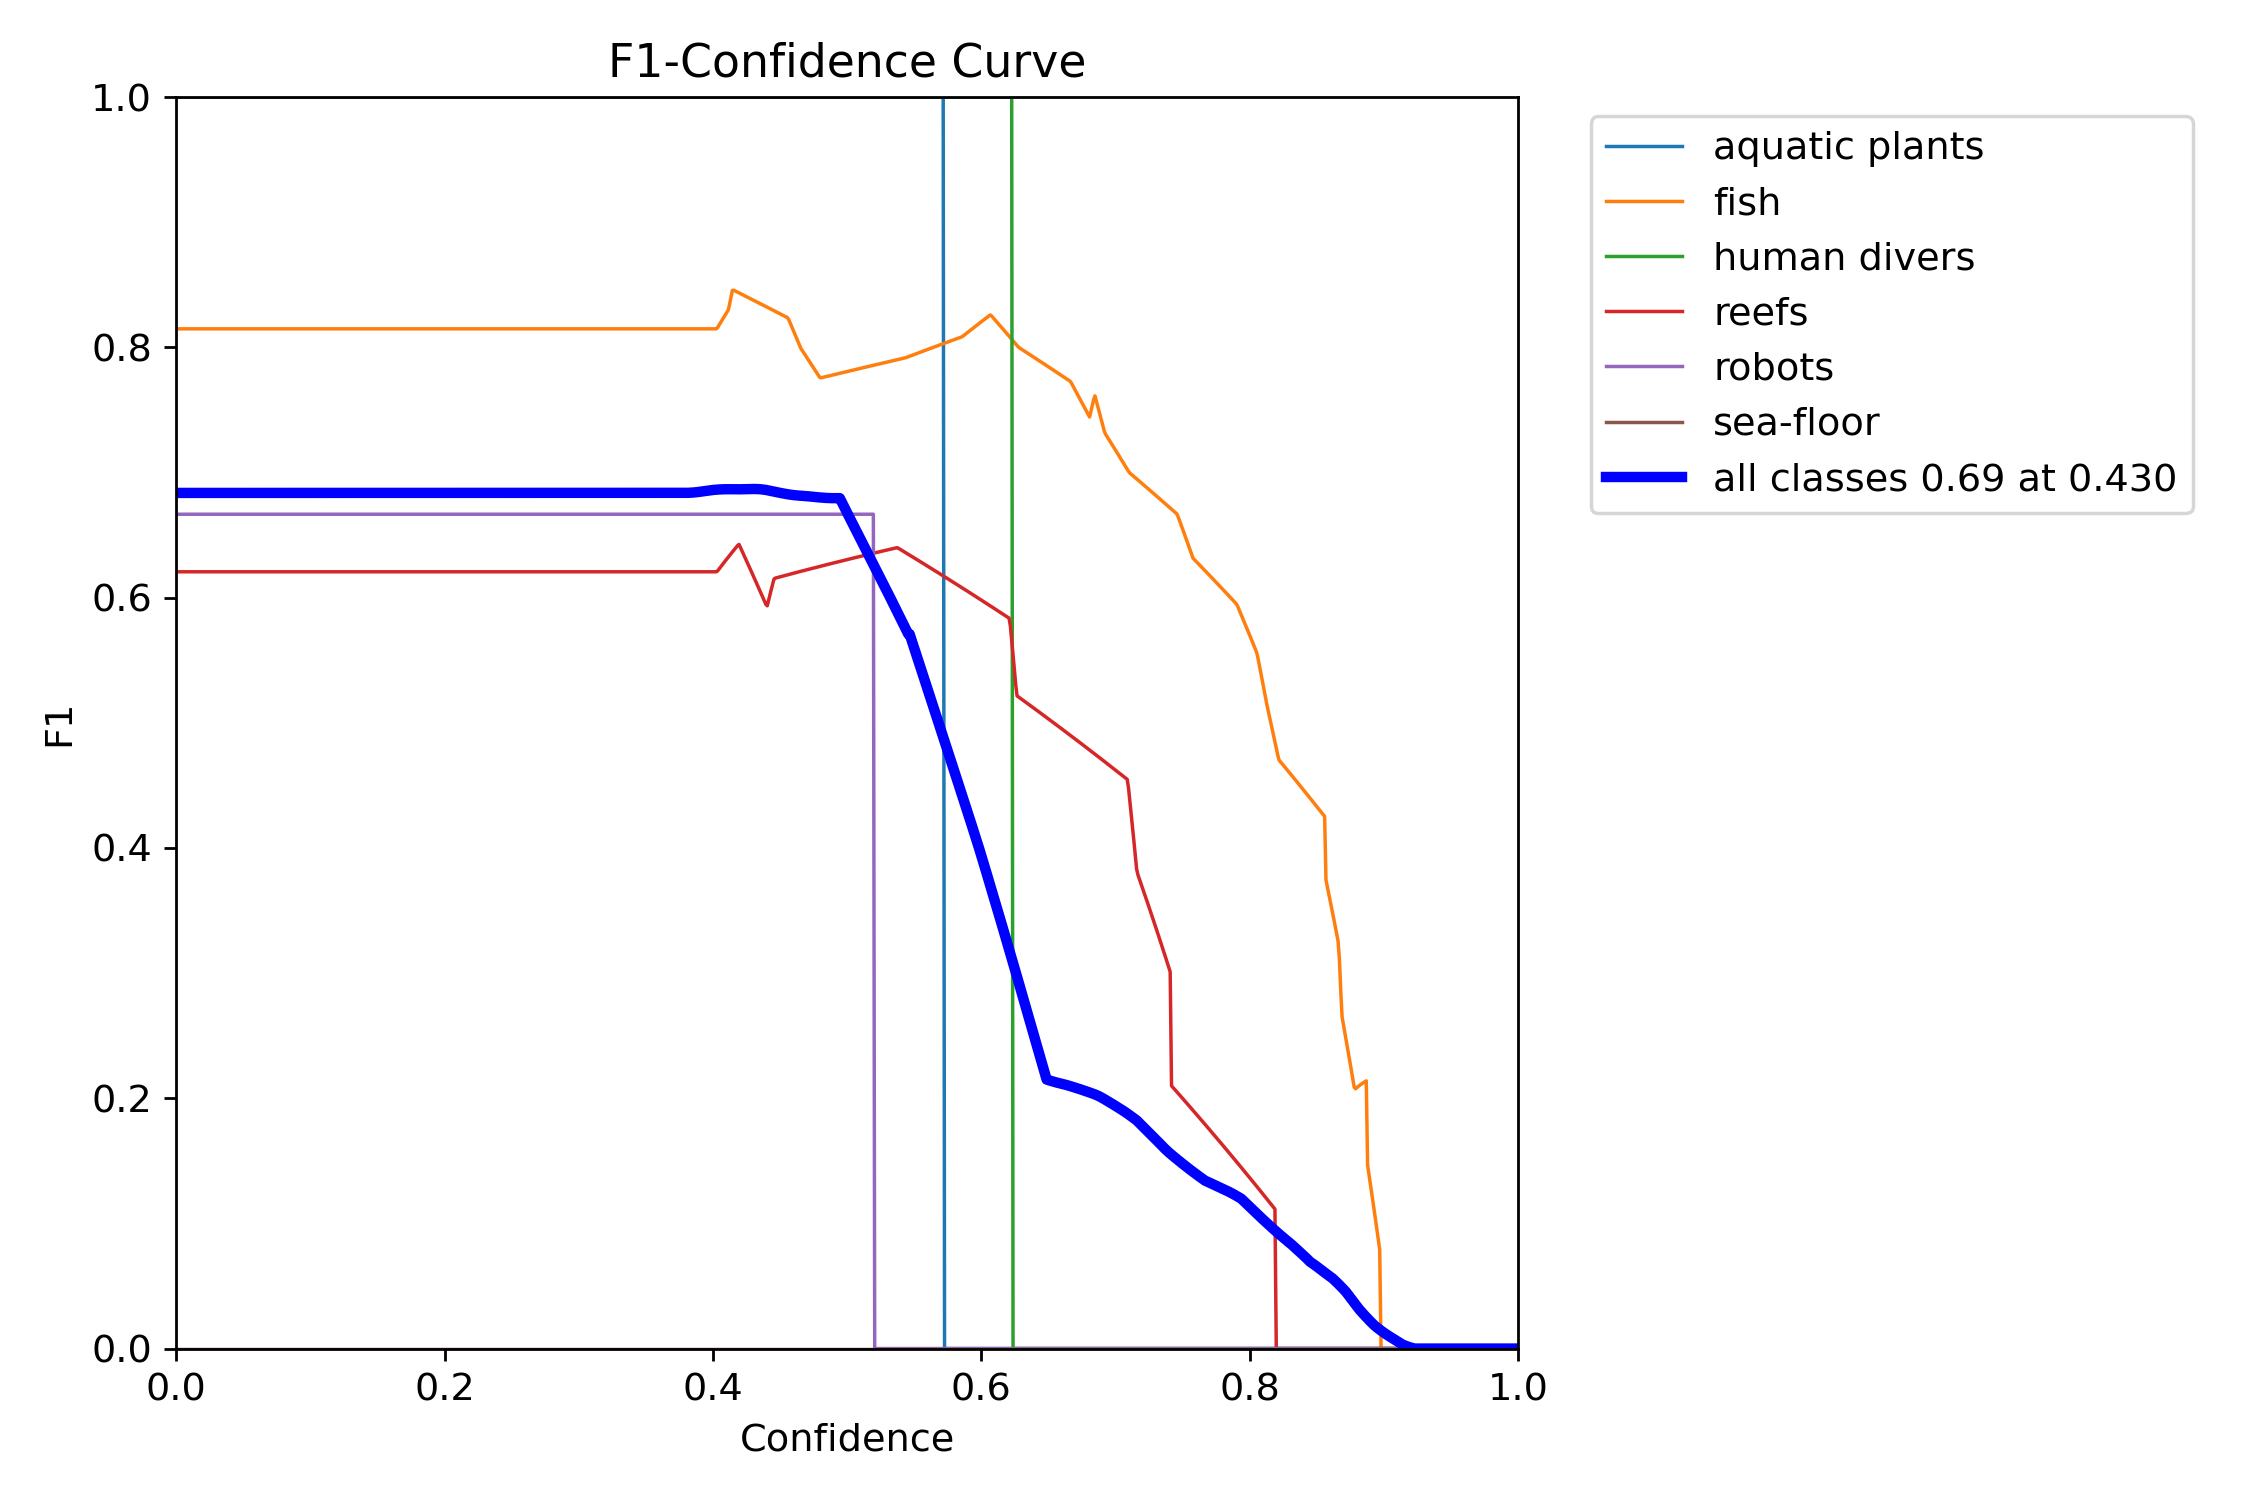 F1-Confidence Curve
1.0
0.8
0.6
0.4
0.2
0.0
F1
0.0 0.2 0.4 0.6 0.8 1.0
Confidence
aquatic plants
fish
human divers
reefs
robots
sea-floor
all classes 0.69 at 0.430